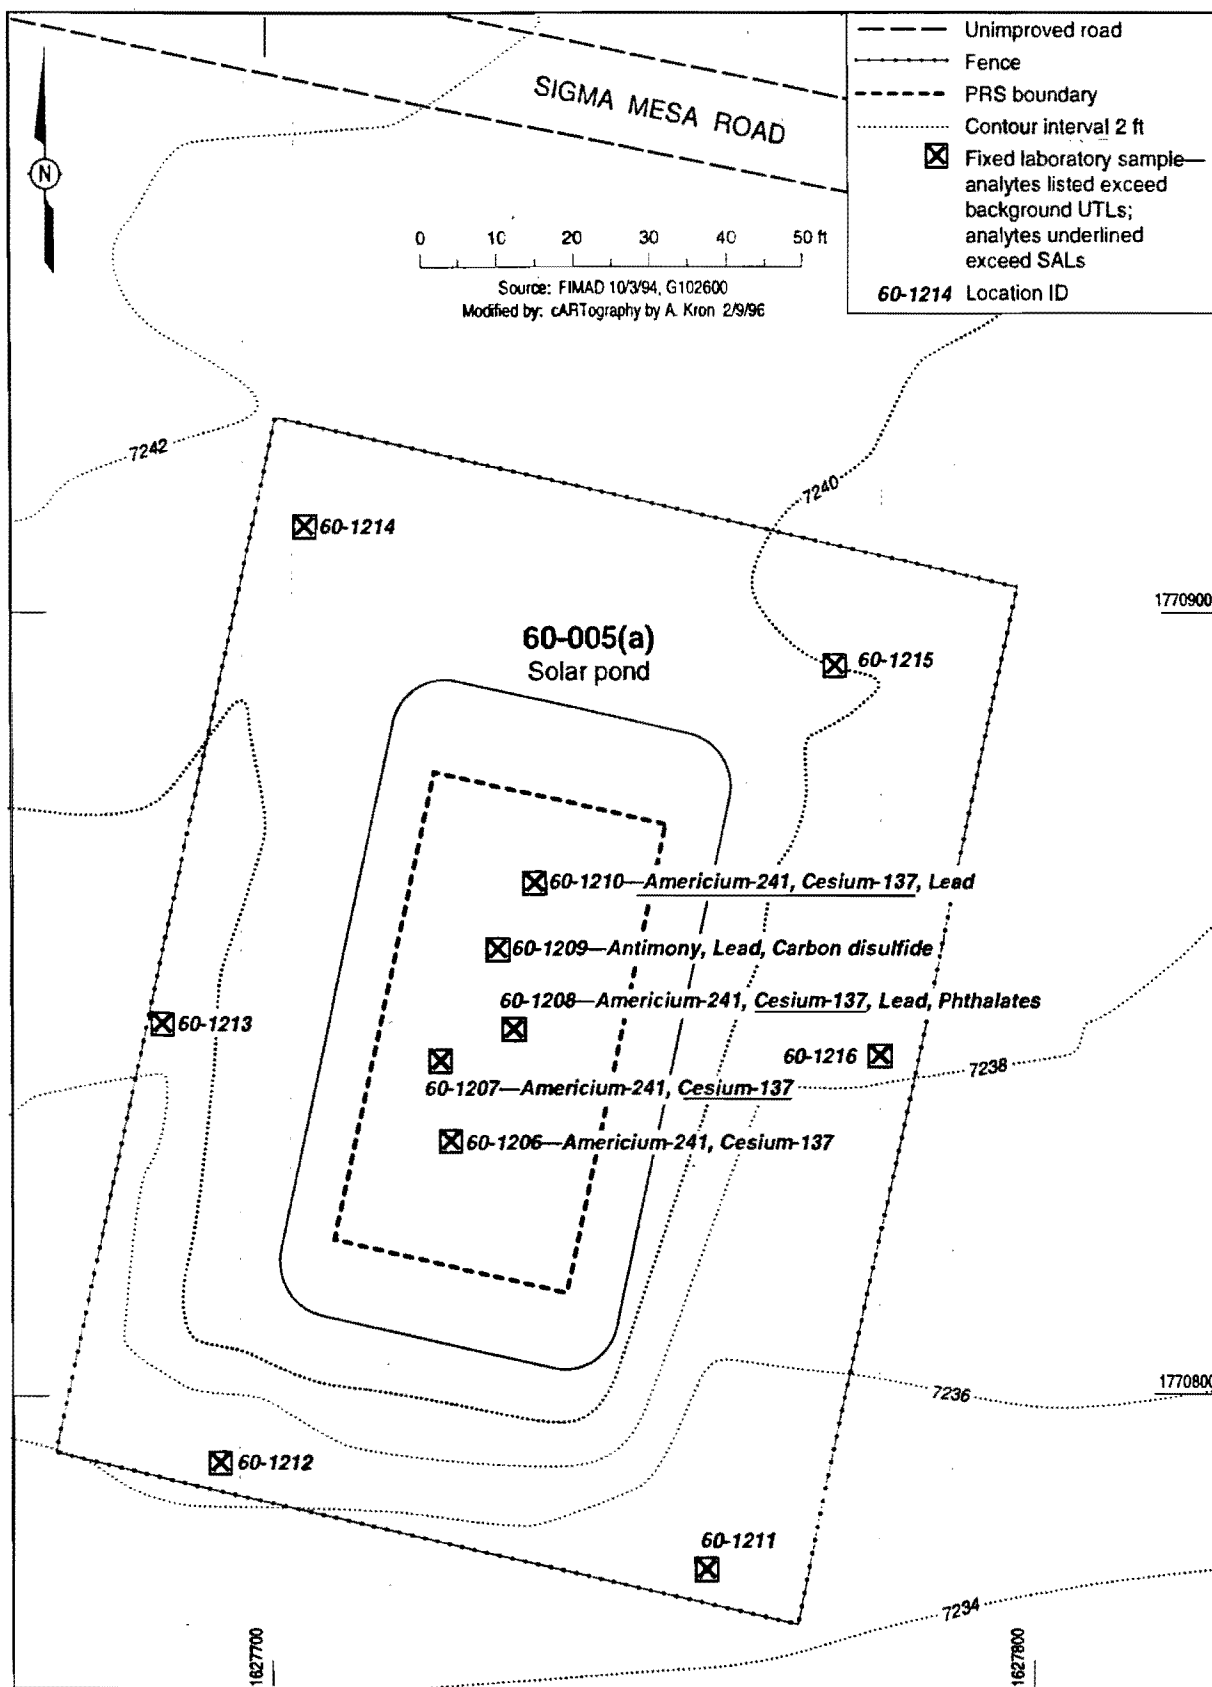 Unimproved road
Fence
PRS boundary
Contour interval 2 ft
Fixed laboratory sample—
analytes listed exceed
background UTLs;
analytes underlined
exceed SALs
60-1214 Location ID
SIGMA MESA ROAD
N
0 10 20 30 40 50 ft
Source: FIMAD 10/3/94, G102600
Modified by: cARTography by A. Kron 2/9/96
7242
7240
60-1214
1770900
60-005(a)
Solar pond
60-1215
60-1210—Americium-241, Cesium-137, Lead
60-1209—Antimony, Lead, Carbon disulfide
60-1208—Americium-241, Cesium-137, Lead, Phthalates
60-1213
60-1216
7238
60-1207—Americium-241, Cesium-137
60-1206—Americium-241, Cesium-137
1770800
7236
60-1212
60-1211
7234
1627700
1627800